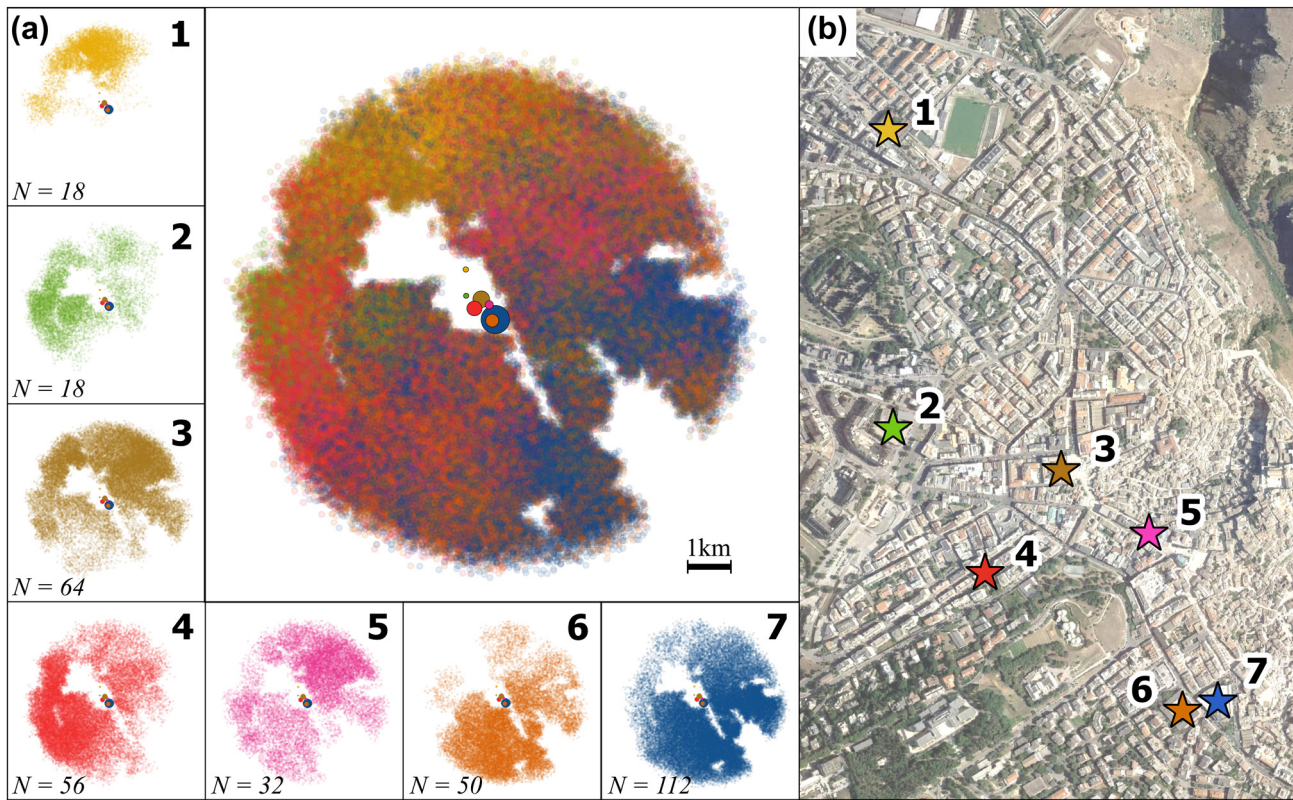 (a)
1
N = 18
2
N = 18
3
N = 64
4
N = 56
5
N = 32
6
N = 50
7
N = 112
1km
(b)
1
2
3
5
4
6
7